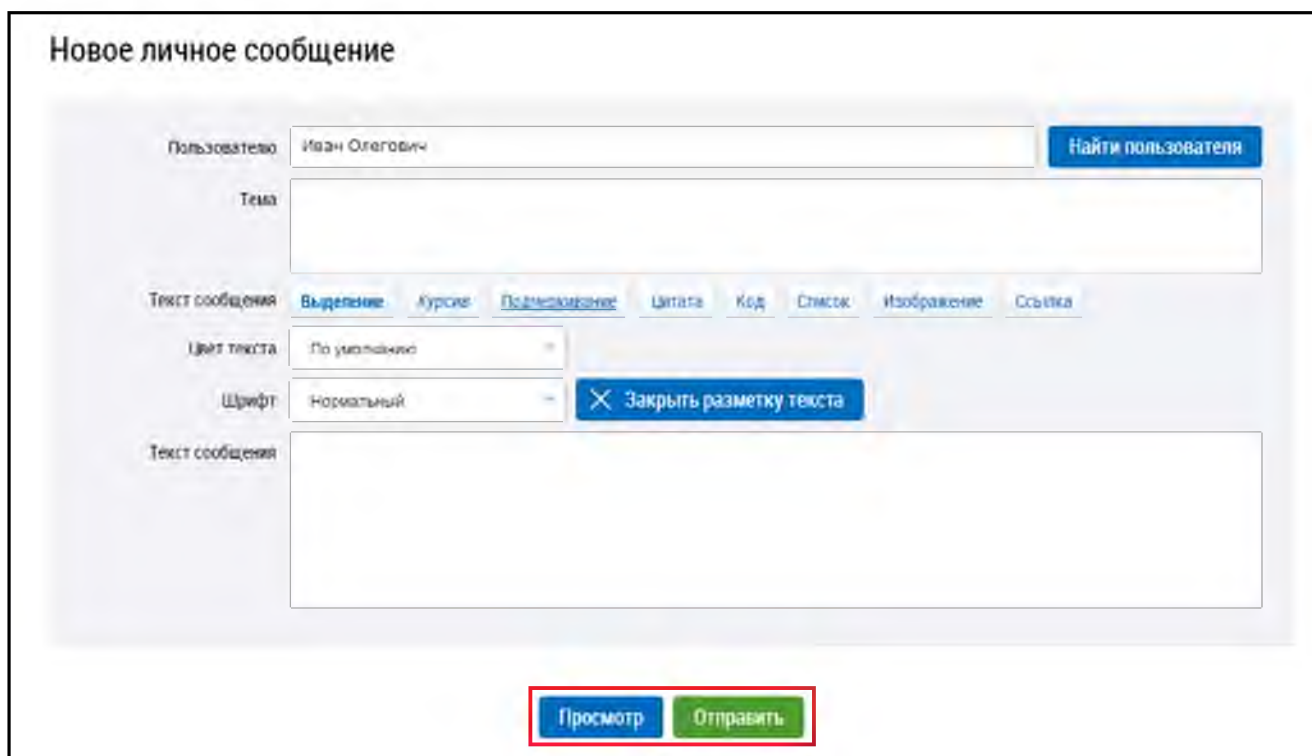 Новое личное сообщение
Пользователю Иван Олегович Найти пользователя
Тема
Текст сообщения Выделение Курсив Подчеркивание Цитата Код Список Изображение Ссылка
Цвет текста По умолчанию
Шрифт Нормальный Закрыть разметку текста
Текст сообщения
Просмотр Отправить